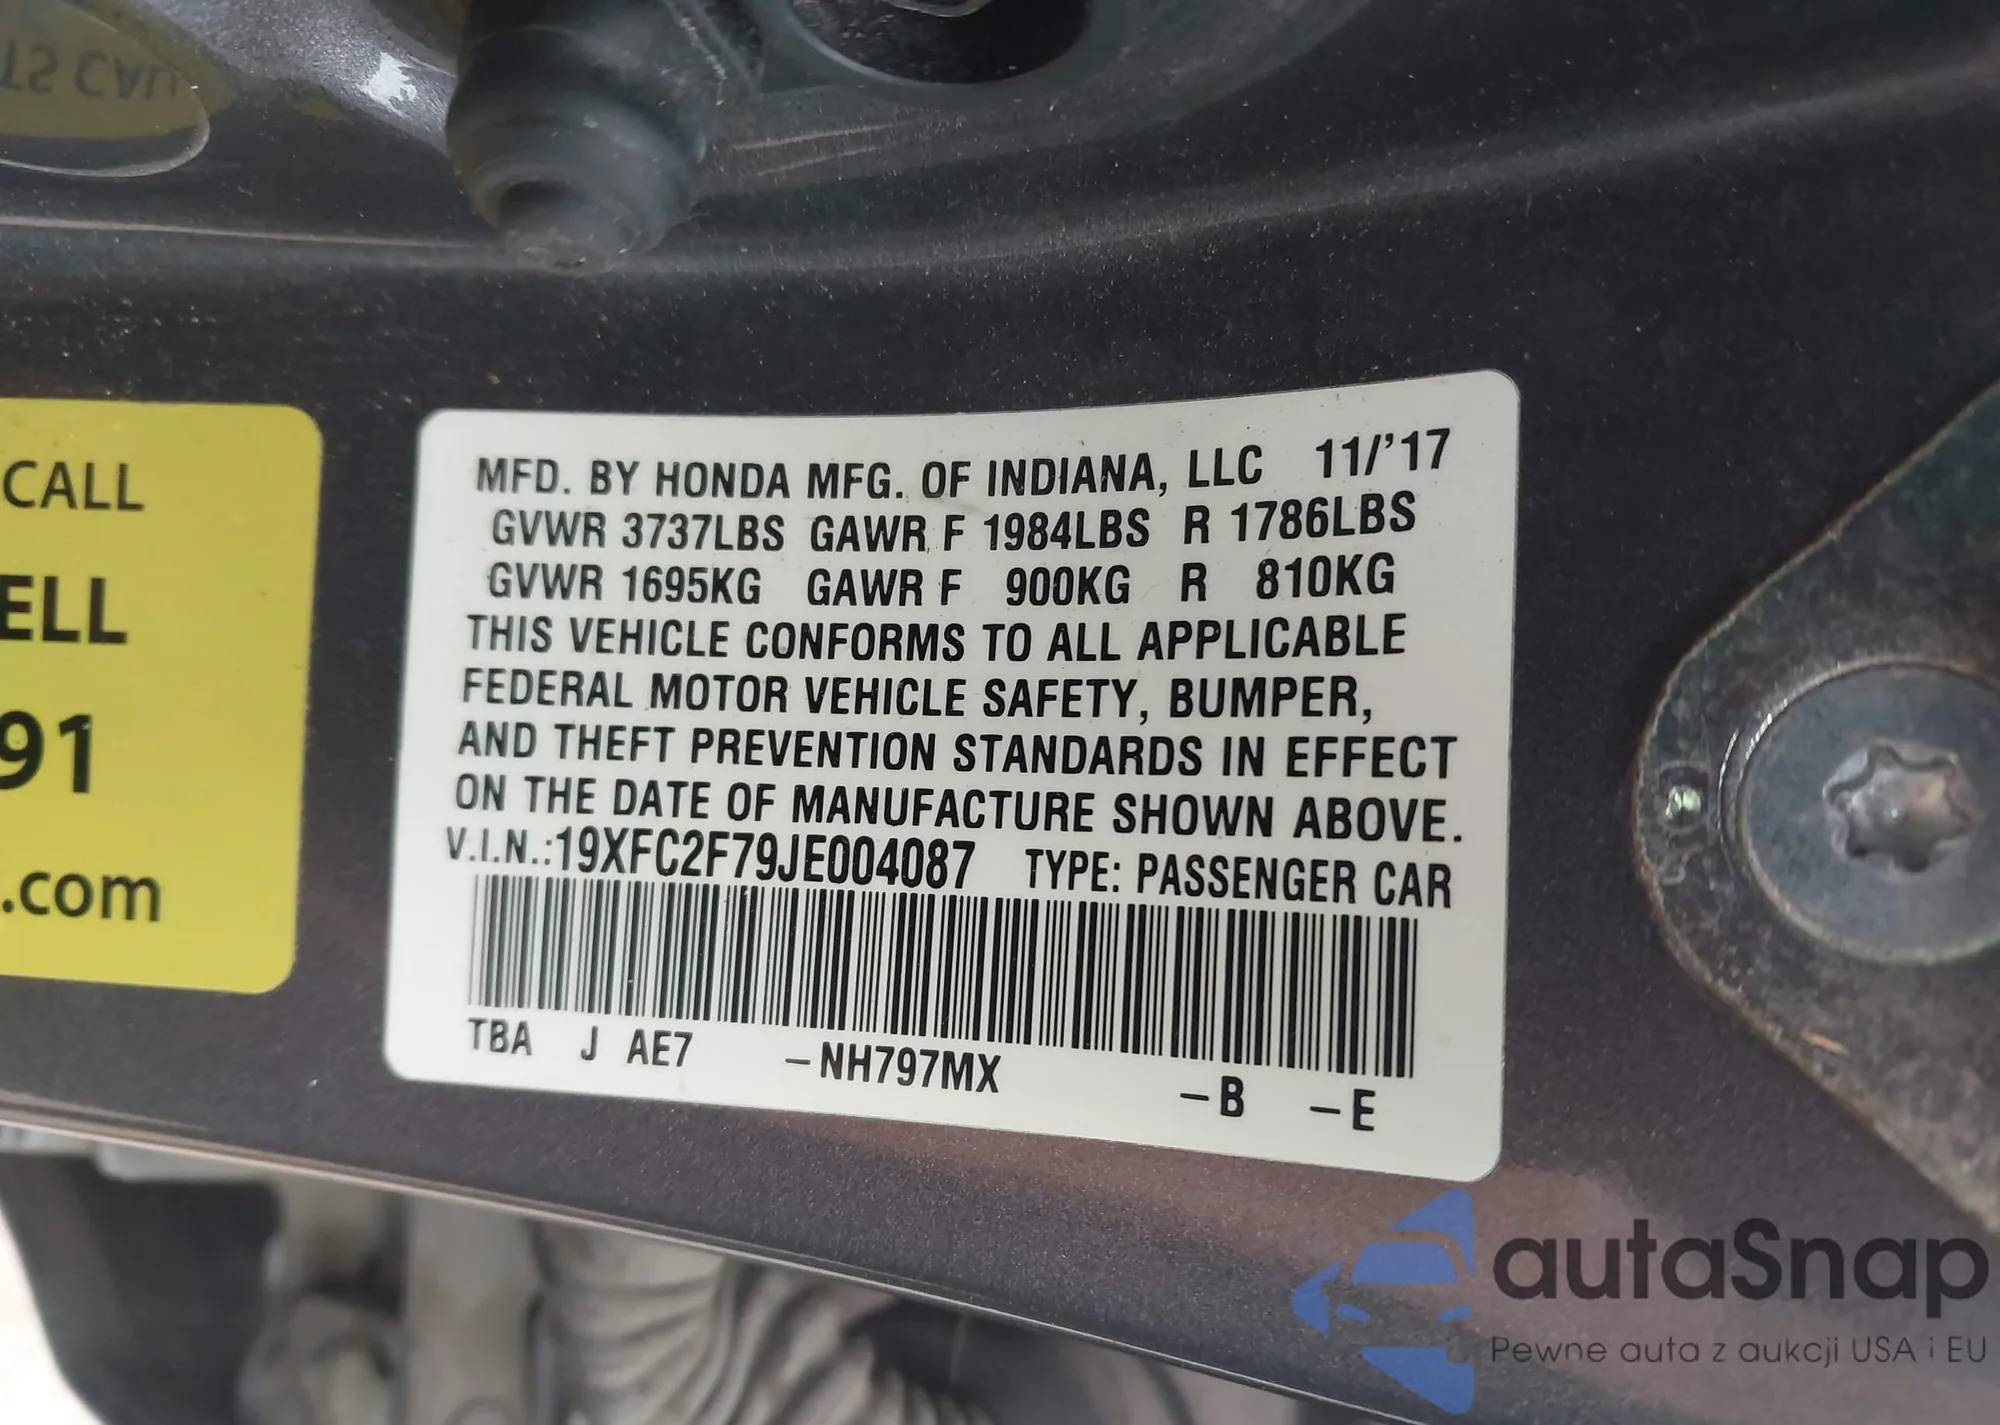 CALL
ELL
91
.com
MFD. BY HONDA MFG. OF INDIANA, LLC 11/'17
GVWR 3737LBS GAWR F 1984LBS R 1786LBS
GVWR 1695KG GAWR F 900KG R 810KG
THIS VEHICLE CONFORMS TO ALL APPLICABLE
FEDERAL MOTOR VEHICLE SAFETY, BUMPER,
AND THEFT PREVENTION STANDARDS IN EFFECT
ON THE DATE OF MANUFACTURE SHOWN ABOVE.
V.I.N.:19XFC2F79JE004087 TYPE: PASSENGER CAR
TBA J AE7 -NH797MX -B -E
autaSnap
Pewne auta z aukcji USA i EU